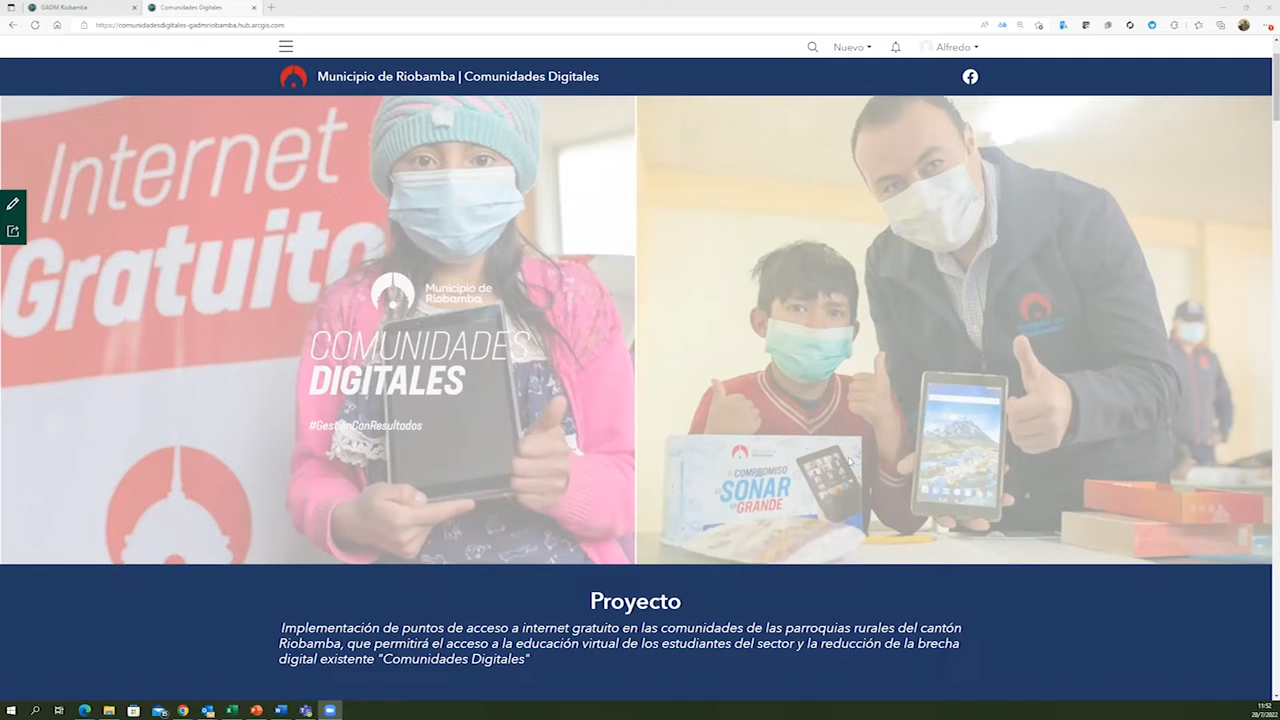 GADM Riobamba
Comunidades Digitales
https://comunidadesdigitales-gadmriobamba.hub.arcgis.com
Nuevo
Alfredo
Municipio de Riobamba | Comunidades Digitales
Internet
Gratuito
Municipio de
Riobamba
COMUNIDADES
DIGITALES
#GestiónConResultados
COMPROMISO
SOÑAR
GRANDE
Proyecto
Implementación de puntos de acceso a internet gratuito en las comunidades de las parroquias rurales del cantón
Riobamba, que permitirá el acceso a la educación virtual de los estudiantes del sector y la reducción de la brecha
digital existente "Comunidades Digitales"
11:52
28/7/2022